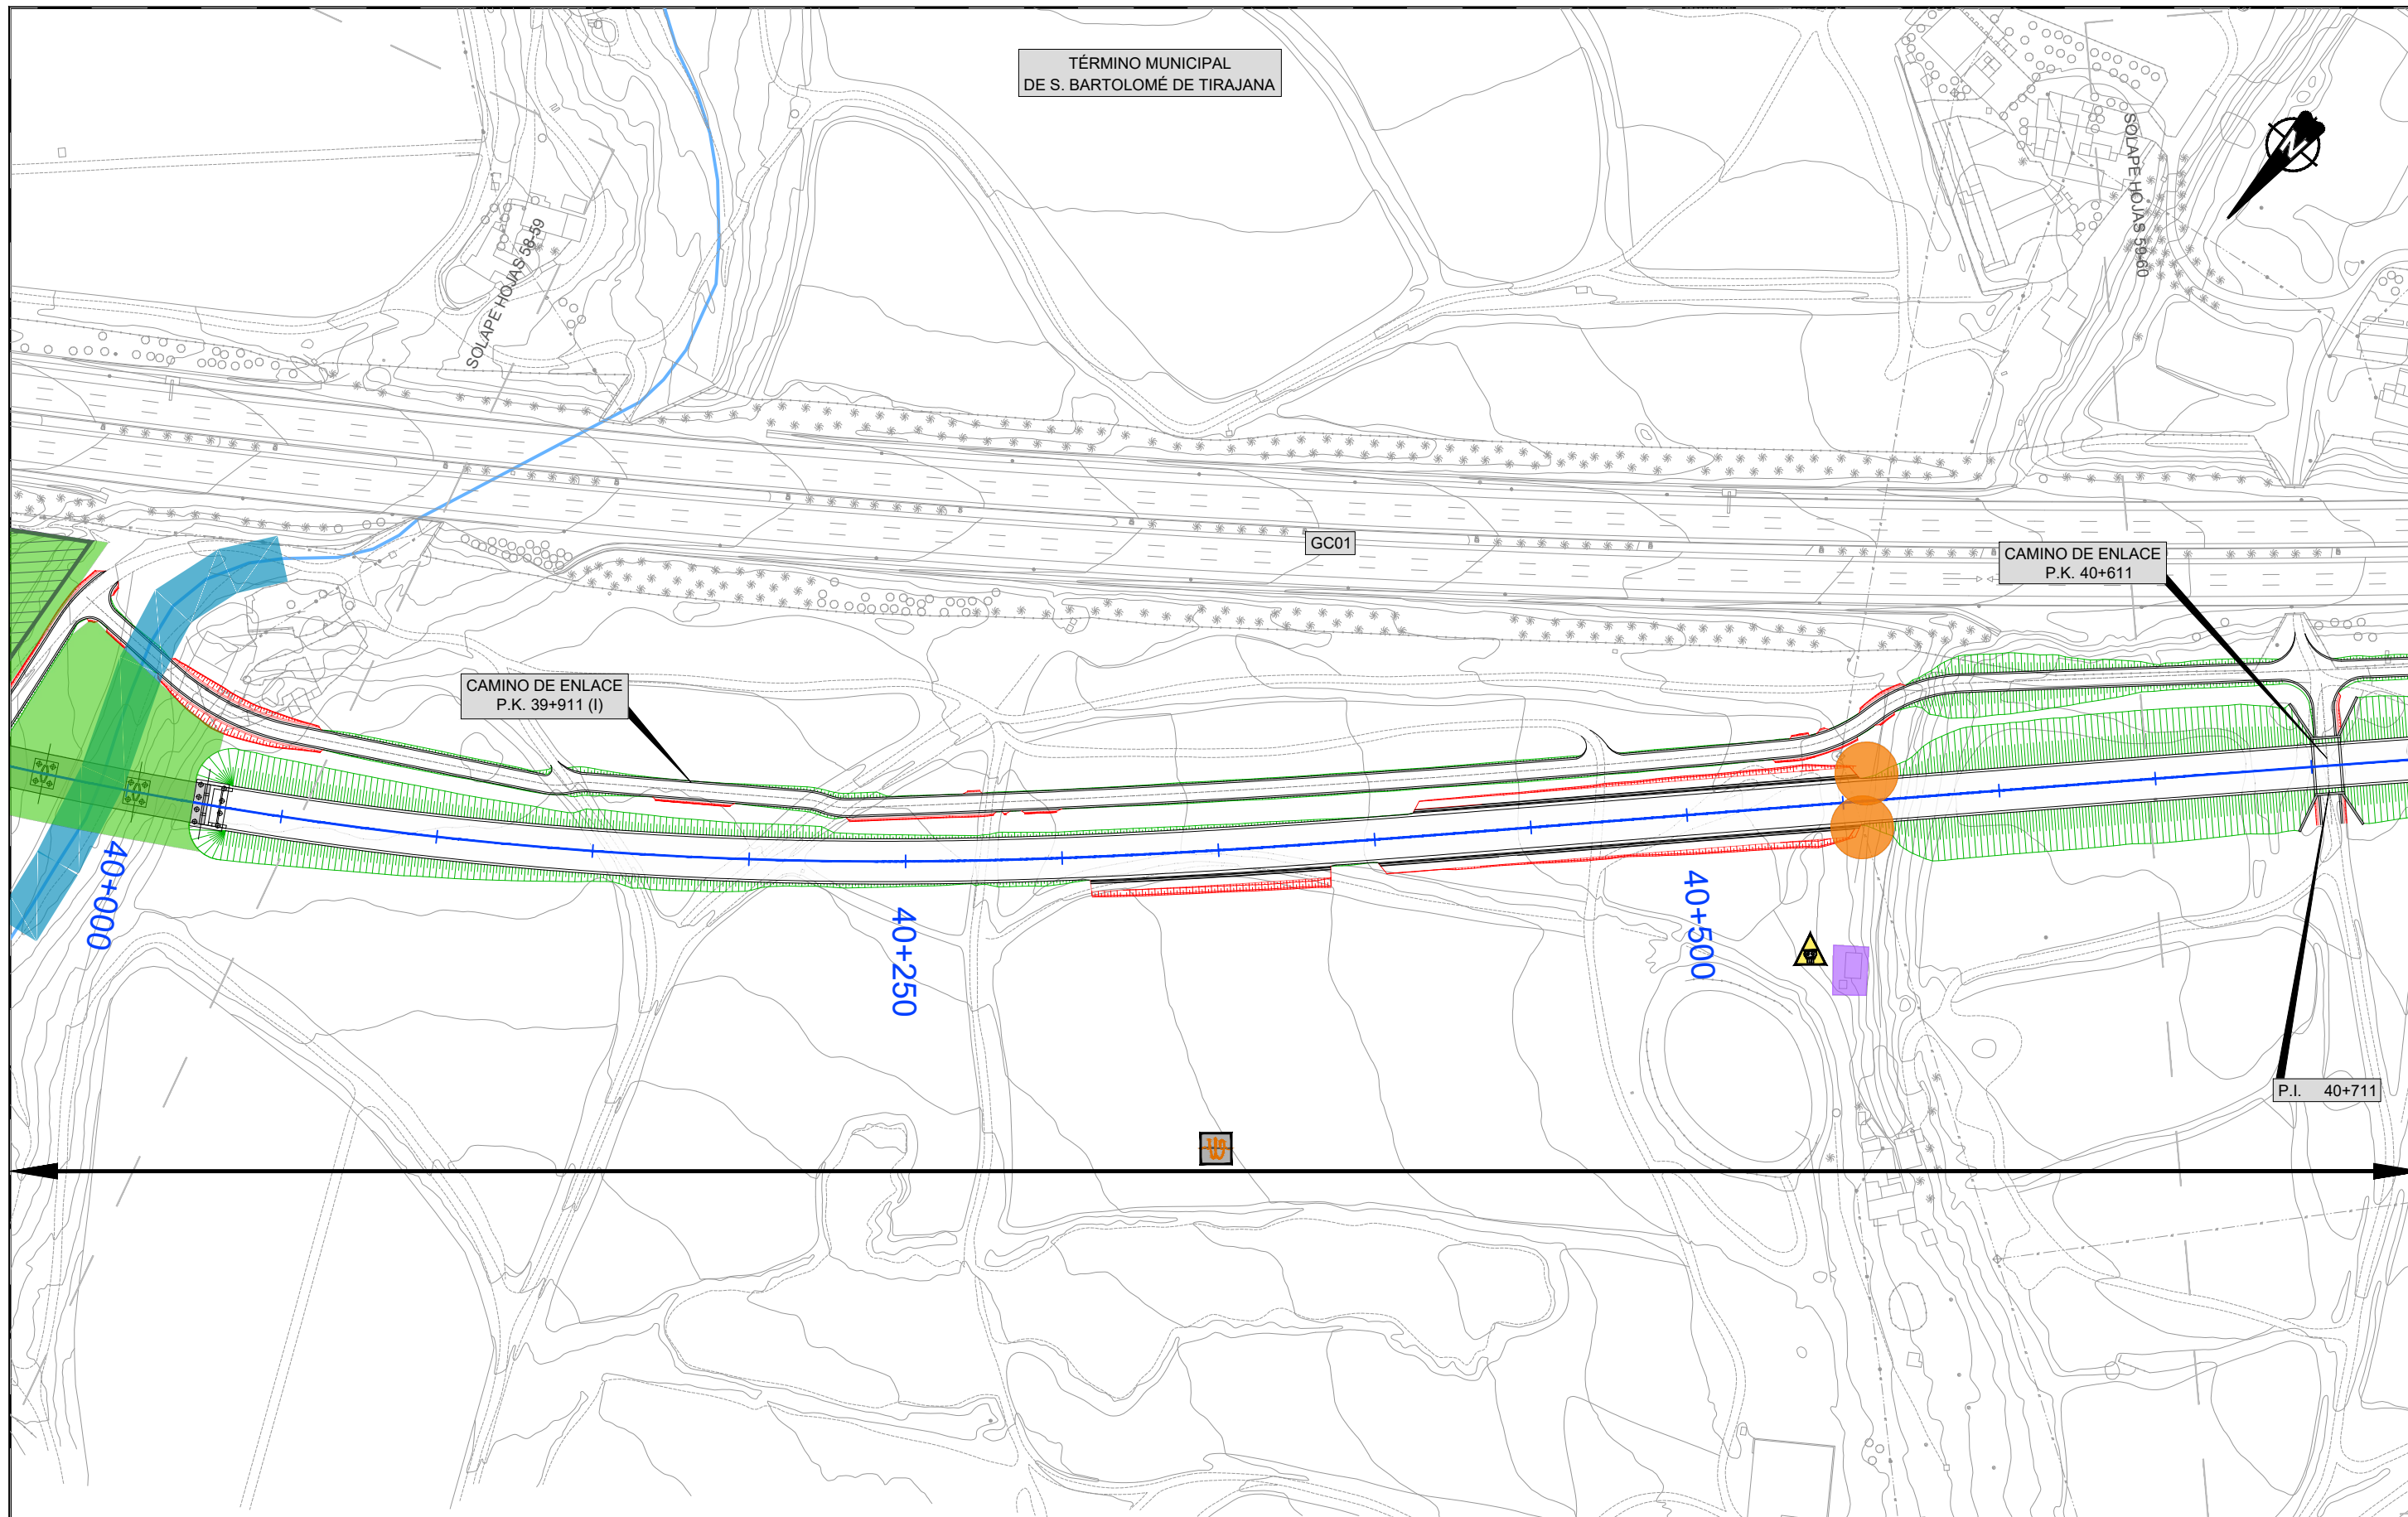 TÉRMINO MUNICIPAL
DE S. BARTOLOMÉ DE TIRAJANA
SOLAPE HOJAS 58-59
SOLAPE HOJAS 59-60
N
GC01
CAMINO DE ENLACE
P.K. 40+611
CAMINO DE ENLACE
P.K. 39+911 (I)
40+000
40+250
40+500
P.I. 40+711